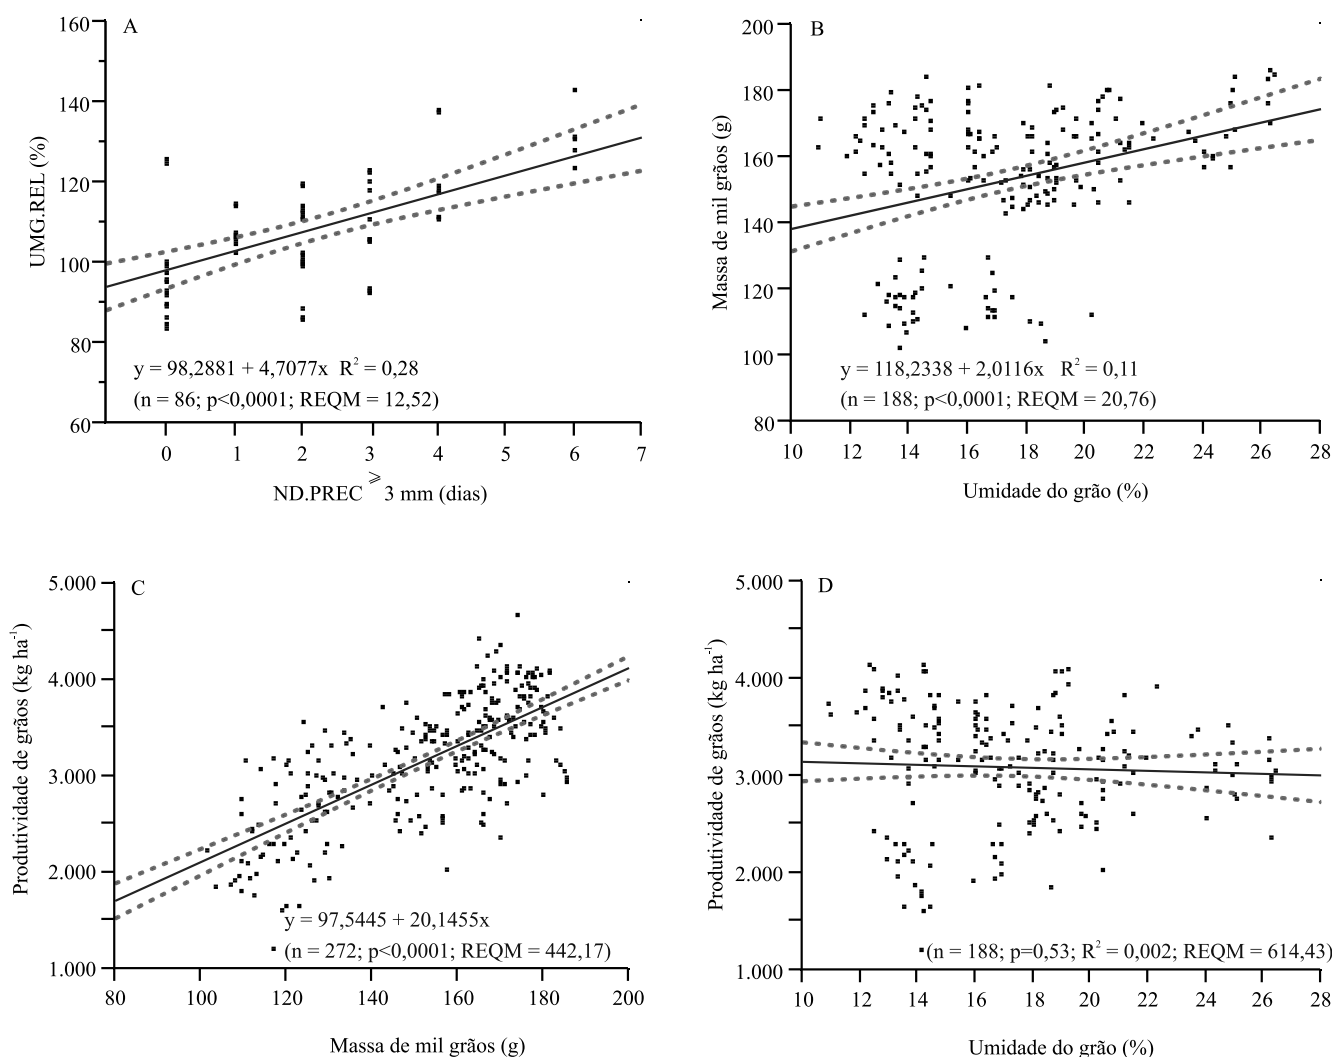 A
160
140
120
100
80
60
UMG.REL (%)
y = 98,2881 + 4,7077x R² = 0,28
(n = 86; p<0,0001; REQM = 12,52)
0 1 2 3 4 5 6 7
ND.PREC ⩾ 3 mm (dias)
B
200
180
160
140
120
100
80
Massa de mil grãos (g)
y = 118,2338 + 2,0116x R² = 0,11
(n = 188; p<0,0001; REQM = 20,76)
10 12 14 16 18 20 22 24 26 28
Umidade do grão (%)
C
5.000
4.000
3.000
2.000
1.000
Produtividade de grãos (kg ha⁻¹)
y = 97,5445 + 20,1455x
(n = 272; p<0,0001; REQM = 442,17)
80 100 120 140 160 180 200
Massa de mil grãos (g)
D
5.000
4.000
3.000
2.000
1.000
Produtividade de grãos (kg ha⁻¹)
(n = 188; p=0,53; R² = 0,002; REQM = 614,43)
10 12 14 16 18 20 22 24 26 28
Umidade do grão (%)